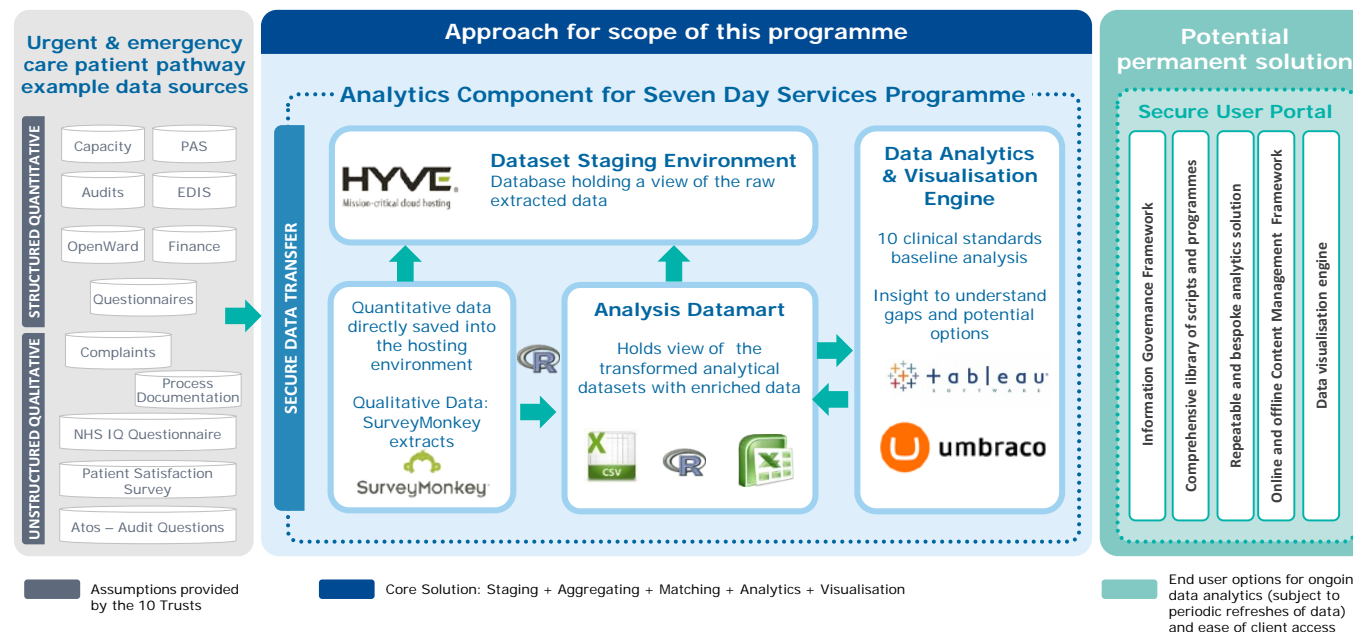 Urgent & emergency
care patient pathway
example data sources
STRUCTURED QUANTITATIVE
Capacity
PAS
Audits
EDIS
OpenWard
Finance
Questionnaires
UNSTRUCTURED QUALITATIVE
Complaints
Process
Documentation
NHS IQ Questionnaire
Patient Satisfaction
Survey
Atos – Audit Questions
Approach for scope of this programme
Analytics Component for Seven Day Services Programme
SECURE DATA TRANSFER
HYVE.
Mission-critical cloud hosting
Dataset Staging Environment
Database holding a view of the raw
extracted data
Quantitative data
directly saved into
the hosting
environment
Qualitative Data:
SurveyMonkey
extracts
SurveyMonkey
R
Analysis Datamart
Holds view of the
transformed analytical
datasets with enriched data
X
CSV
R
X
Data Analytics
& Visualisation
Engine
10 clinical standards
baseline analysis
Insight to understand
gaps and potential
options
+ableau
SOFTWARE
U umbraco
Potential
permanent solution
Secure User Portal
Information Governance Framework
Comprehensive library of scripts and programmes
Repeatable and bespoke analytics solution
Online and offline Content Management Framework
Data visualisation engine
Assumptions provided
by the 10 Trusts
Core Solution: Staging + Aggregating + Matching + Analytics + Visualisation
End user options for ongoin
data analytics (subject to
periodic refreshes of data)
and ease of client access